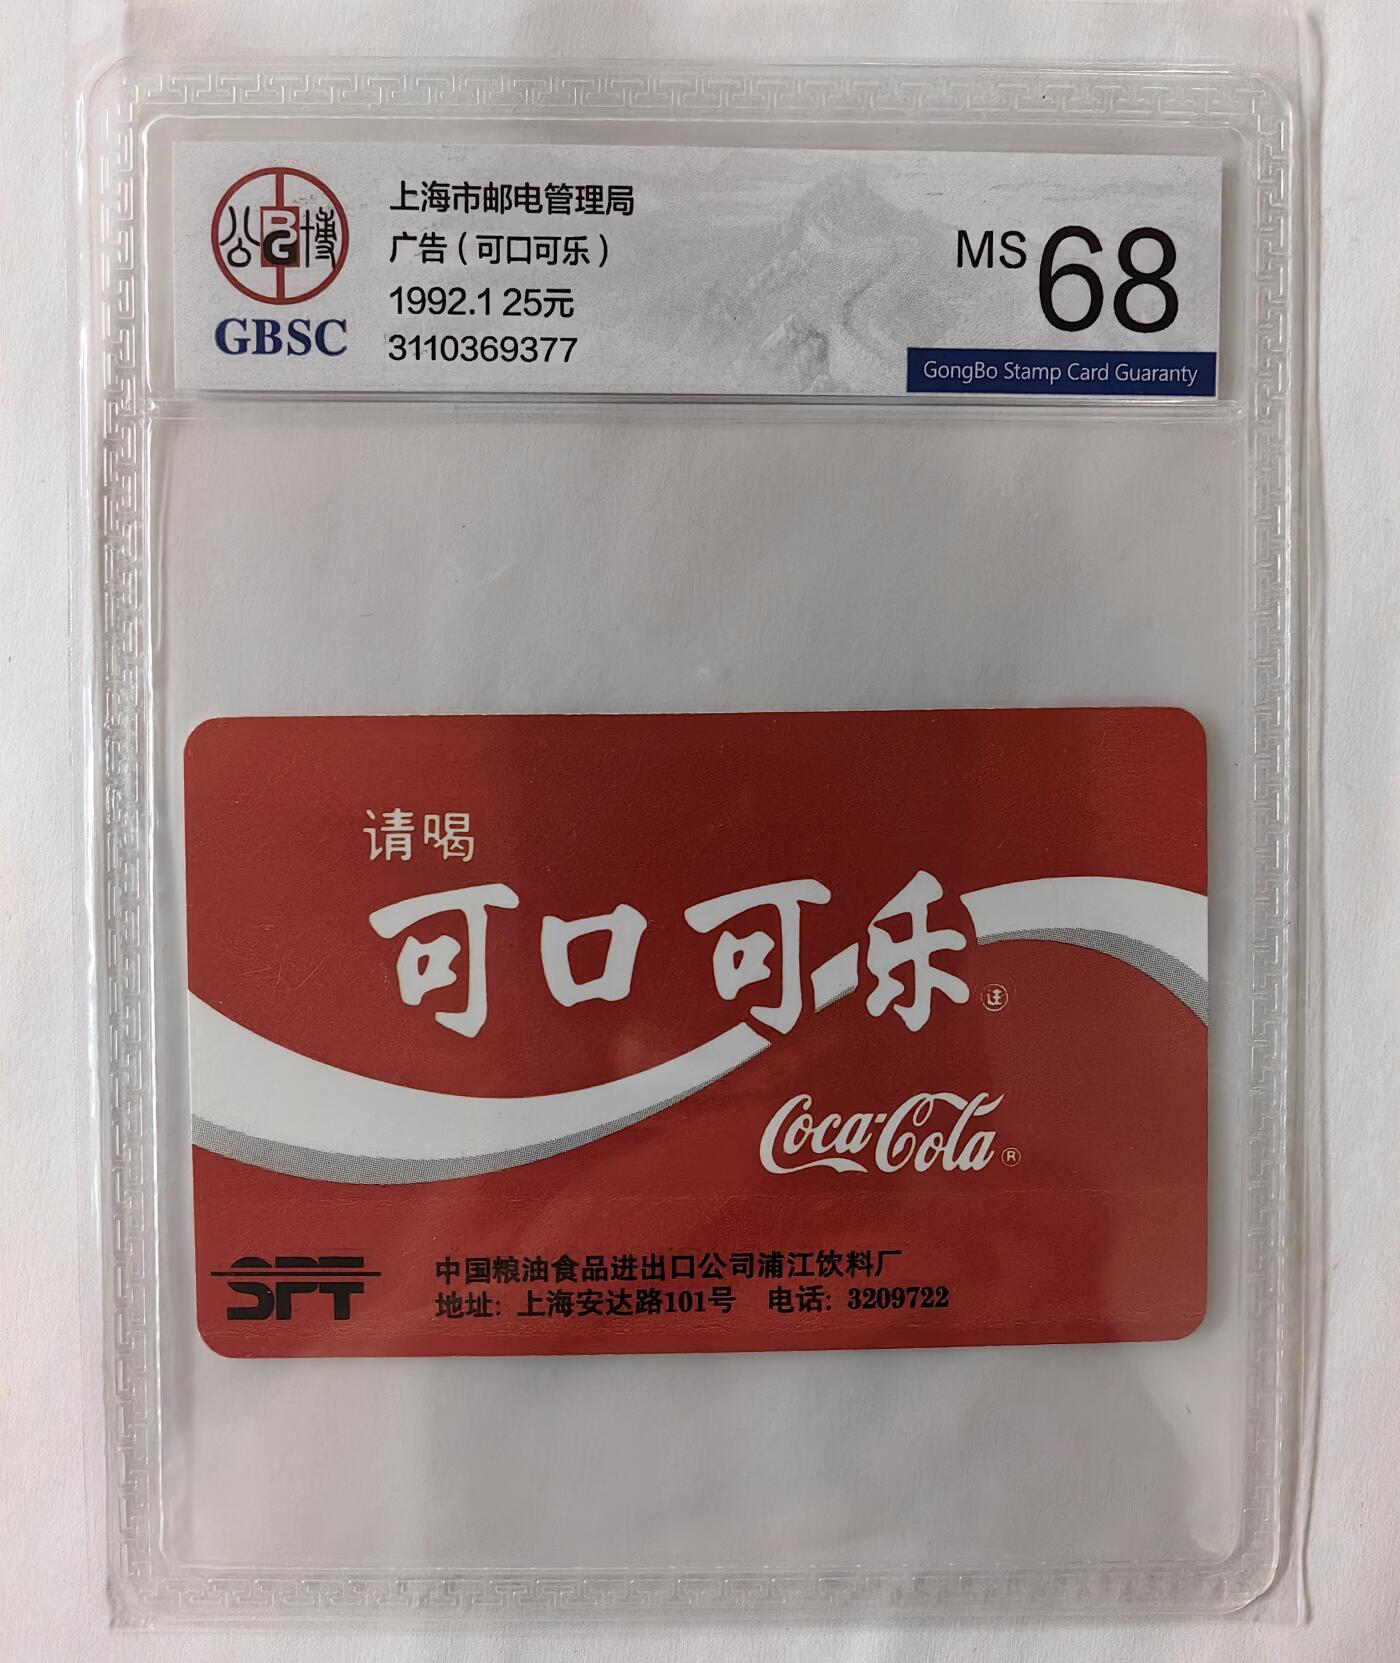 公 BG 博
GBSC
上海市邮电管理局
广告（可口可乐）
1992.1 25元
3110369377
MS 68
GongBo Stamp Card Guaranty
请喝
可口可乐
Coca-Cola®
SPT
中国粮油食品进出口公司浦江饮料厂
地址: 上海安达路101号 电话: 3209722